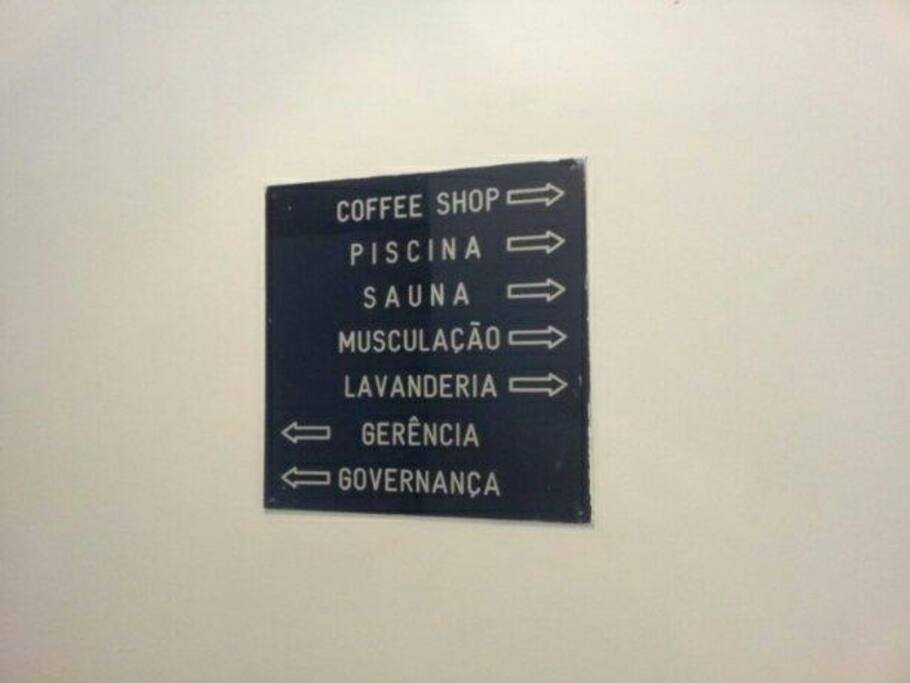 COFFEE SHOP
PISCINA
SAUNA
MUSCULAÇÃO
LAVANDERIA
GERÊNCIA
GOVERNANÇA